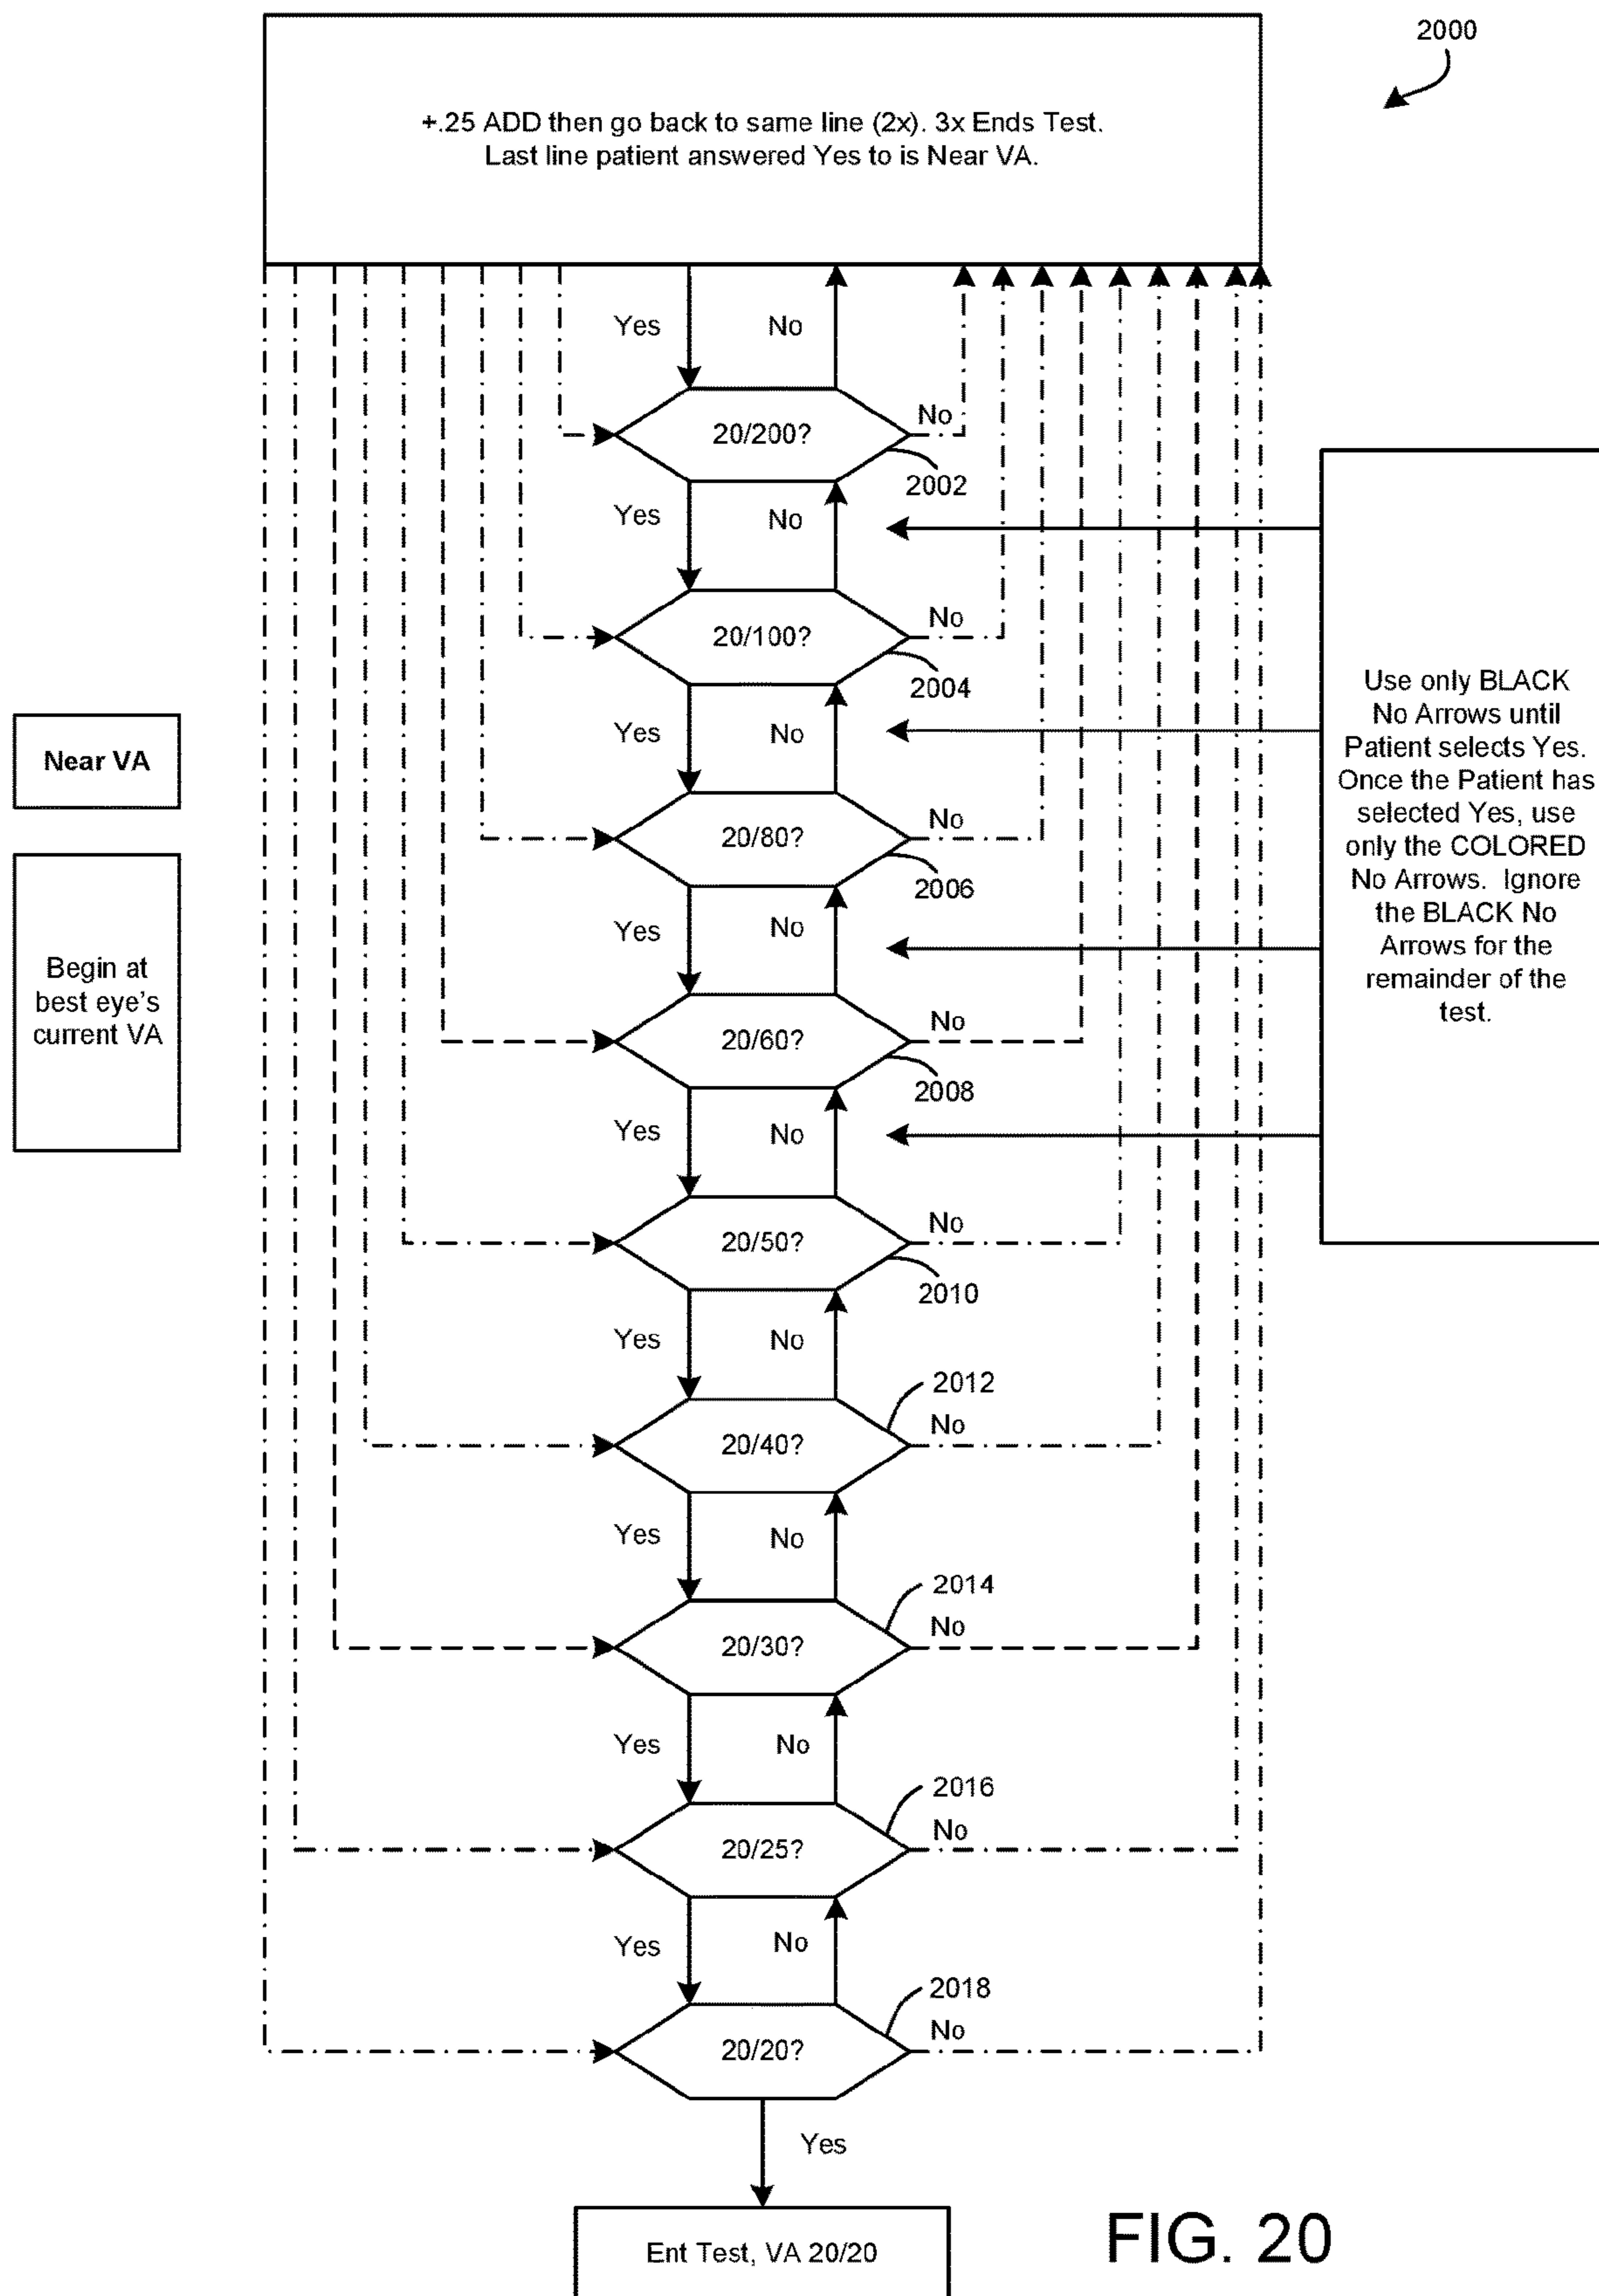 2000
+.25 ADD then go back to same line (2x). 3x Ends Test.
Last line patient answered Yes to is Near VA.
Yes
No
20/200?
No
2002
Yes
No
20/100?
No
2004
Yes
No
20/80?
No
2006
Yes
No
20/60?
No
2008
Yes
No
20/50?
No
2010
Yes
No
2012
20/40?
No
Yes
No
2014
20/30?
No
Yes
No
2016
20/25?
No
Yes
No
2018
20/20?
No
Yes
Ent Test, VA 20/20
Near VA
Begin at
best eye's
current VA
Use only BLACK
No Arrows until
Patient selects Yes.
Once the Patient has
selected Yes, use
only the COLORED
No Arrows. Ignore
the BLACK No
Arrows for the
remainder of the
test.
FIG. 20